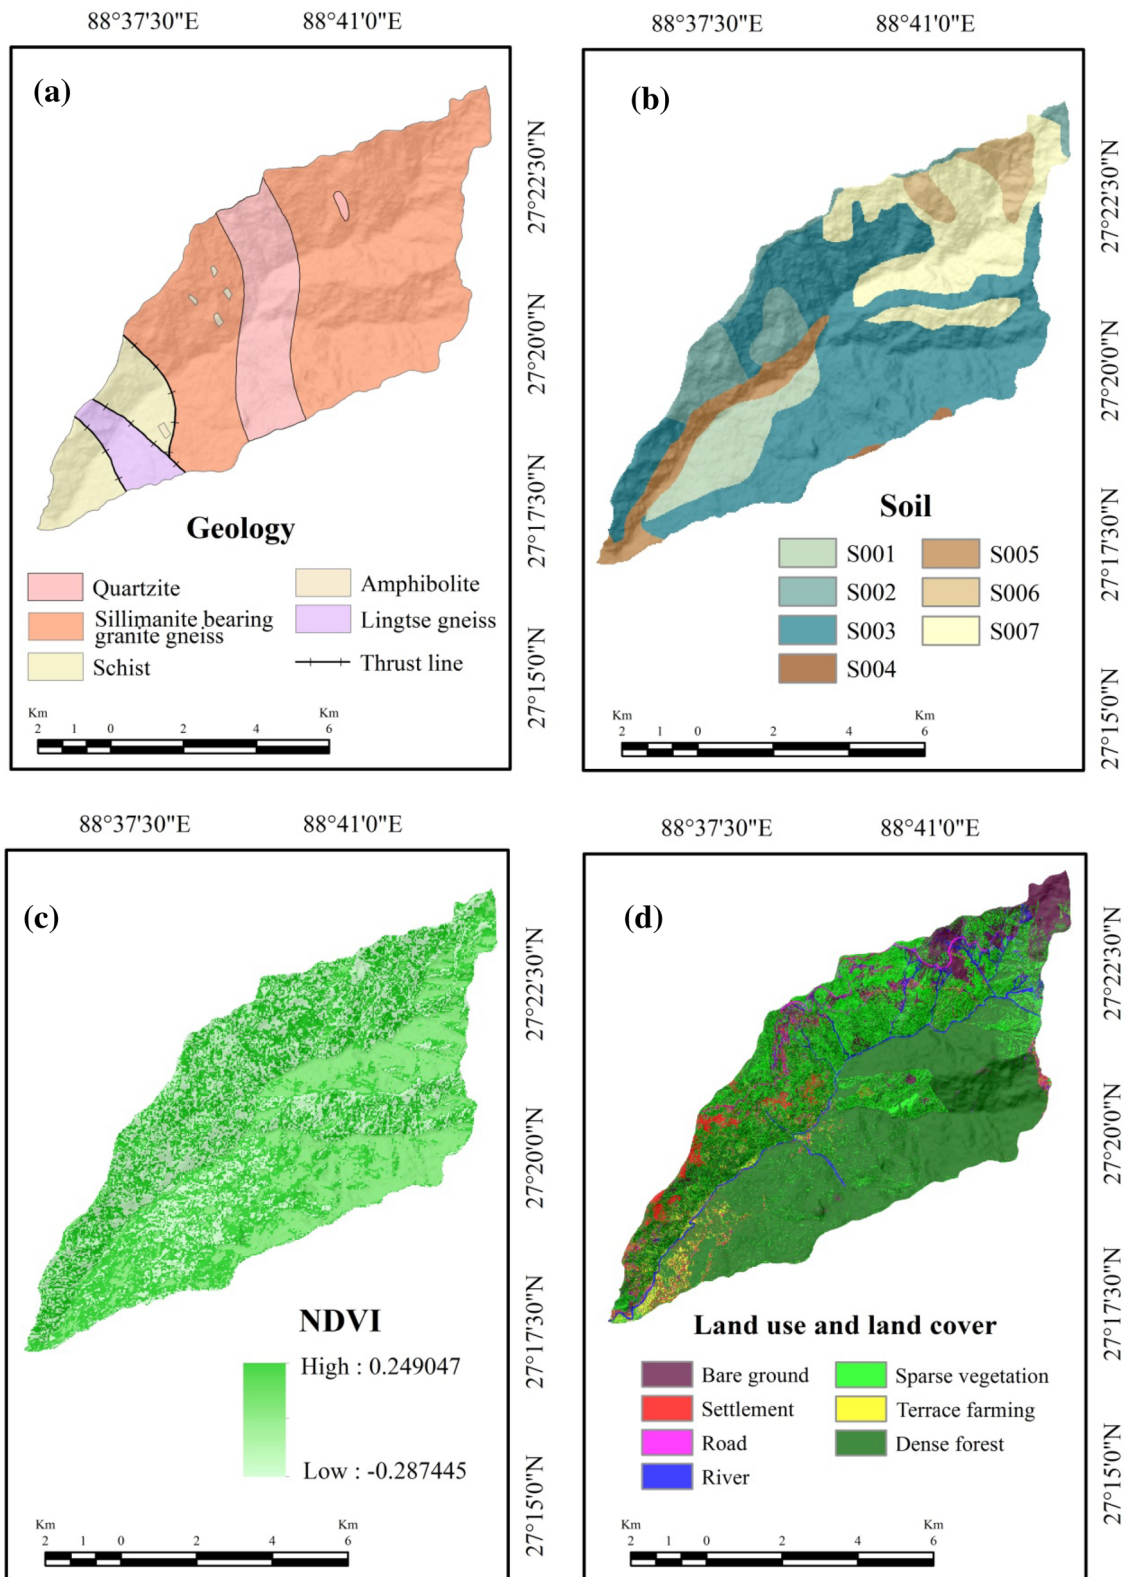 88°37'30"E 88°41'0"E
(a)
27°22'30"N
27°20'0"N
27°17'30"N
27°15'0"N
Geology
Quartzite
Sillimanite bearing
granite gneiss
Schist
Amphibolite
Lingtse gneiss
Thrust line
Km Km
2 1 0 2 4 6
88°37'30"E 88°41'0"E
(b)
27°22'30"N
27°20'0"N
27°17'30"N
27°15'0"N
Soil
S001
S002
S003
S004
S005
S006
S007
Km Km
2 1 0 2 4 6
88°37'30"E 88°41'0"E
(c)
27°22'30"N
27°20'0"N
27°17'30"N
27°15'0"N
NDVI
High : 0.249047
Low : -0.287445
Km Km
2 1 0 2 4 6
88°37'30"E 88°41'0"E
(d)
27°22'30"N
27°20'0"N
27°17'30"N
27°15'0"N
Land use and land cover
Bare ground
Settlement
Road
River
Sparse vegetation
Terrace farming
Dense forest
Km Km
2 1 0 2 4 6